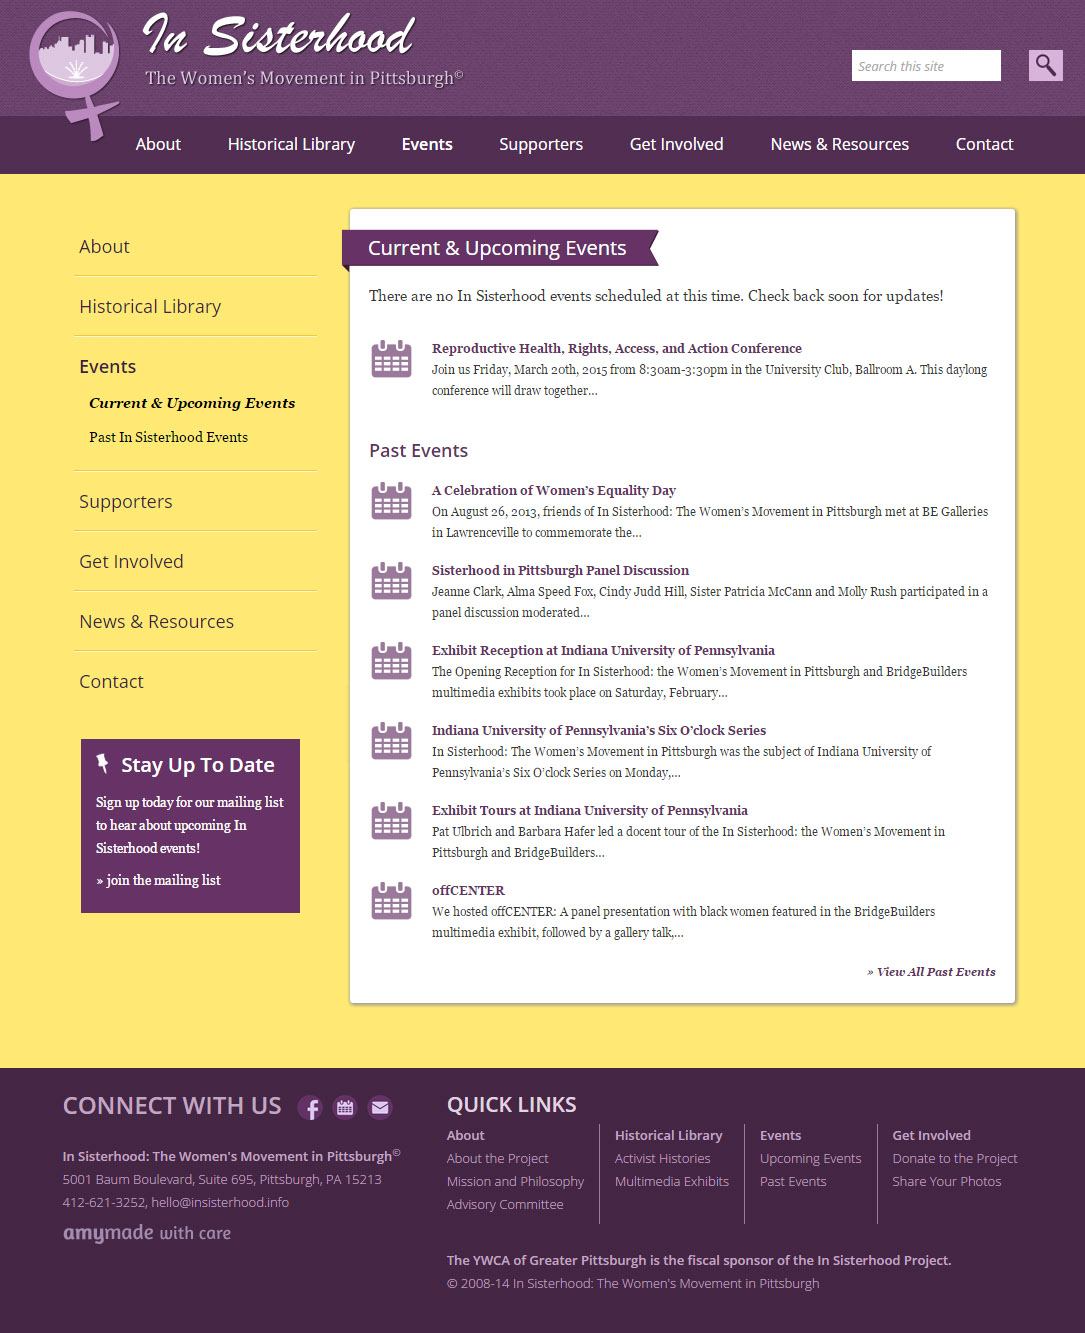 In Sisterhood
The Women's Movement in Pittsburgh©
Search this site
About
Historical Library
Events
Supporters
Get Involved
News & Resources
Contact
About
Historical Library
Events
Current & Upcoming Events
Past In Sisterhood Events
Supporters
Get Involved
News & Resources
Contact
Stay Up To Date
Sign up today for our mailing list
to hear about upcoming In
Sisterhood events!
» join the mailing list
Current & Upcoming Events
There are no In Sisterhood events scheduled at this time. Check back soon for updates!
Reproductive Health, Rights, Access, and Action Conference
Join us Friday, March 20th, 2015 from 8:30am-3:30pm in the University Club, Ballroom A. This daylong
conference will draw together…
Past Events
A Celebration of Women’s Equality Day
On August 26, 2013, friends of In Sisterhood: The Women’s Movement in Pittsburgh met at BE Galleries
in Lawrenceville to commemorate the…
Sisterhood in Pittsburgh Panel Discussion
Jeanne Clark, Alma Speed Fox, Cindy Judd Hill, Sister Patricia McCann and Molly Rush participated in a
panel discussion moderated…
Exhibit Reception at Indiana University of Pennsylvania
The Opening Reception for In Sisterhood: the Women’s Movement in Pittsburgh and BridgeBuilders
multimedia exhibits took place on Saturday, February…
Indiana University of Pennsylvania’s Six O’clock Series
In Sisterhood: The Women’s Movement in Pittsburgh was the subject of Indiana University of
Pennsylvania’s Six O’clock Series on Monday,…
Exhibit Tours at Indiana University of Pennsylvania
Pat Ulbrich and Barbara Hafer led a docent tour of the In Sisterhood: the Women’s Movement in
Pittsburgh and BridgeBuilders…
offCENTER
We hosted offCENTER: A panel presentation with black women featured in the BridgeBuilders
multimedia exhibit, followed by a gallery talk,…
» View All Past Events
CONNECT WITH US
In Sisterhood: The Women's Movement in Pittsburgh©
5001 Baum Boulevard, Suite 695, Pittsburgh, PA 15213
412-621-3252, hello@insisterhood.info
amymade with care
QUICK LINKS
About
About the Project
Mission and Philosophy
Advisory Committee
Historical Library
Activist Histories
Multimedia Exhibits
Events
Upcoming Events
Past Events
Get Involved
Donate to the Project
Share Your Photos
The YWCA of Greater Pittsburgh is the fiscal sponsor of the In Sisterhood Project.
© 2008-14 In Sisterhood: The Women's Movement in Pittsburgh